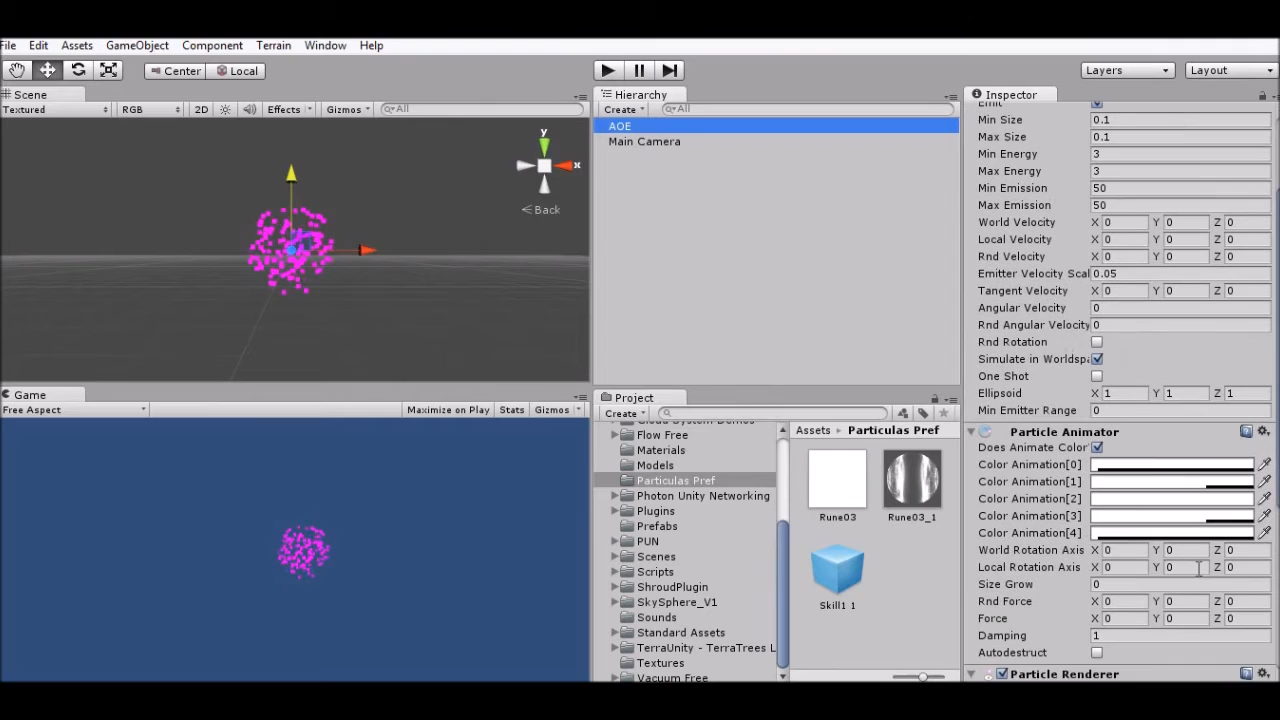 File Edit Assets GameObject Component Terrain Window Help
Center Local
Layers Layout
Scene
Textured RGB 2D Effects Gizmos All
y
x
Back
Game
Free Aspect Maximize on Play Stats Gizmos
Hierarchy
Create All
AOE
Main Camera
Project
Create
Cloud System Demos
Flow Free
Materials
Models
Particulas Pref
Photon Unity Networking
Plugins
Prefabs
PUN
Scenes
Scripts
ShroudPlugin
SkySphere_V1
Sounds
Standard Assets
TerraUnity - TerraTrees L
Textures
Vacuum Free
Assets Particulas Pref
Rune03 Rune03_1
Skill1 1
Inspector
Emit
Min Size 0.1
Max Size 0.1
Min Energy 3
Max Energy 3
Min Emission 50
Max Emission 50
World Velocity X 0 Y 0 Z 0
Local Velocity X 0 Y 0 Z 0
Rnd Velocity X 0 Y 0 Z 0
Emitter Velocity Scal 0.05
Tangent Velocity X 0 Y 0 Z 0
Angular Velocity 0
Rnd Angular Velocity 0
Rnd Rotation
Simulate in Worldspa
One Shot
Ellipsoid X 1 Y 1 Z 1
Min Emitter Range 0
Particle Animator
Does Animate Color
Color Animation[0]
Color Animation[1]
Color Animation[2]
Color Animation[3]
Color Animation[4]
World Rotation Axis X 0 Y 0 Z 0
Local Rotation Axis X 0 Y 0 Z 0
Size Grow 0
Rnd Force X 0 Y 0 Z 0
Force X 0 Y 0 Z 0
Damping 1
Autodestruct
Particle Renderer